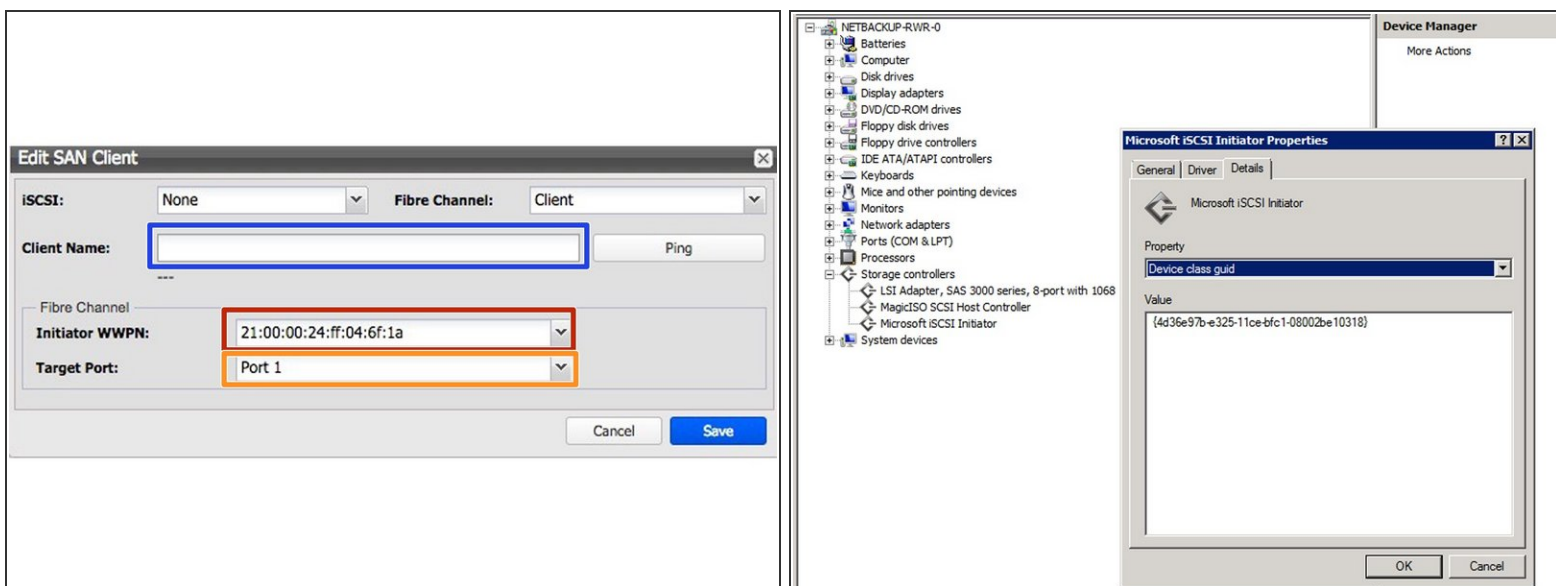 Edit SAN Client
iSCSI: None Fibre Channel: Client
Client Name: Ping
---
Fibre Channel
Initiator WWPN: 21:00:00:24:ff:04:6f:1a
Target Port: Port 1
Cancel Save
NETBACKUP-RWR-0
Batteries
Computer
Disk drives
Display adapters
DVD/CD-ROM drives
Floppy disk drives
Floppy drive controllers
IDE ATA/ATAPI controllers
Keyboards
Mice and other pointing devices
Monitors
Network adapters
Ports (COM & LPT)
Processors
Storage controllers
LSI Adapter, SAS 3000 series, 8-port with 1068
MagicISO SCSI Host Controller
Microsoft iSCSI Initiator
System devices
Device Manager
More Actions
Microsoft iSCSI Initiator Properties
General Driver Details
Microsoft iSCSI Initiator
Property
Device class guid
Value
{4d36e97b-e325-11ce-bfc1-08002be10318}
OK Cancel